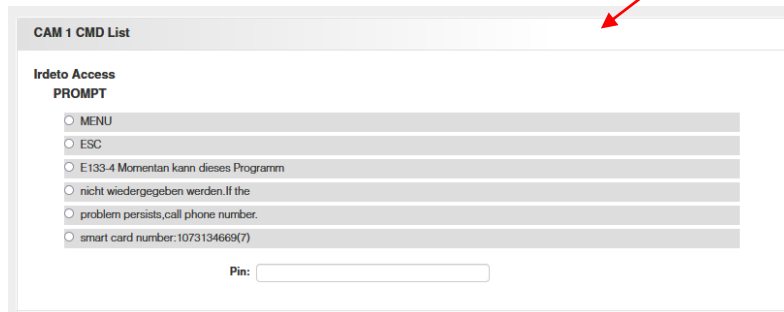 CAM 1 CMD List
Irdeto Access
PROMPT
MENU
ESC
E133-4 Momentan kann dieses Programm
nicht wiedergegeben werden.If the
problem persists,call phone number.
smart card number:1073134669(7)
Pin: